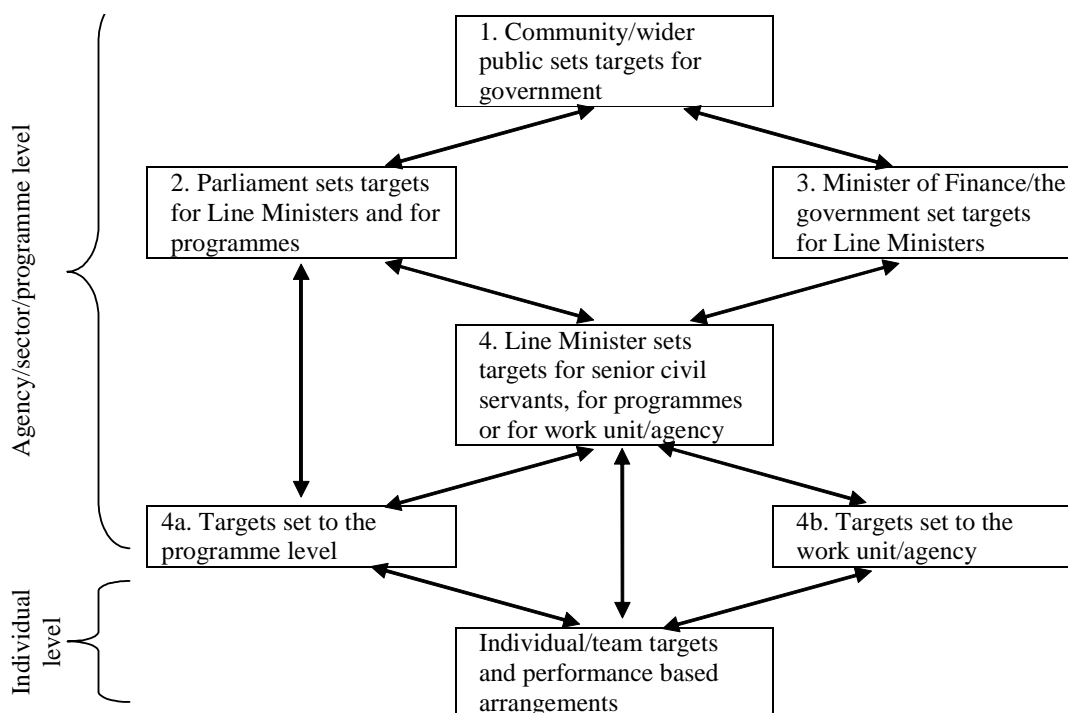 Agency/sector/programme level
1. Community/wider
public sets targets for
government
2. Parliament sets targets
for Line Ministers and for
programmes
3. Minister of Finance/the
government set targets
for Line Ministers
4. Line Minister sets
targets for senior civil
servants, for programmes
or for work unit/agency
4a. Targets set to the
programme level
4b. Targets set to the
work unit/agency
Individual
level
Individual/team targets
and performance based
arrangements